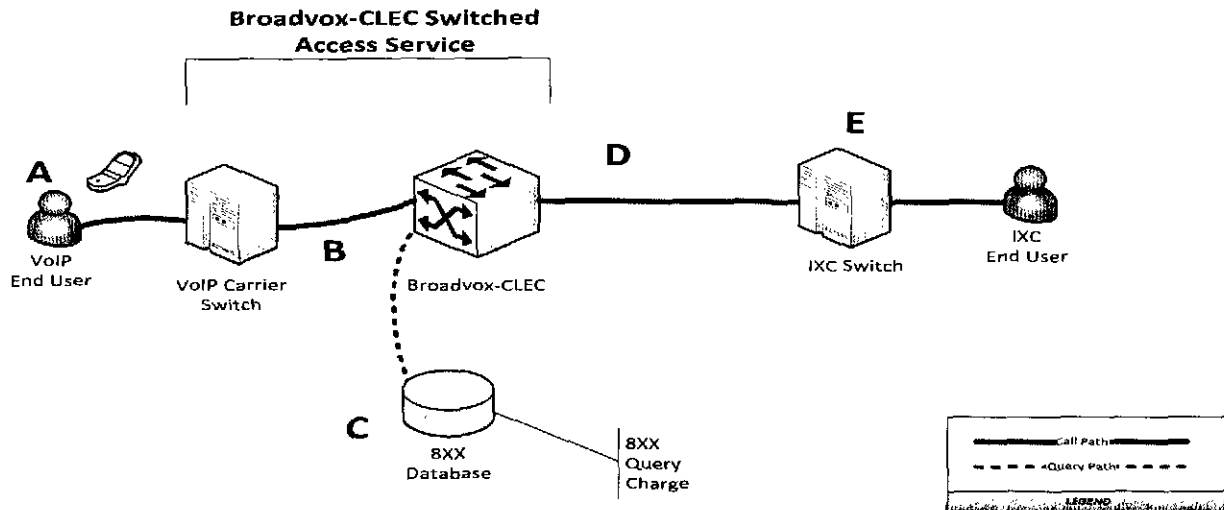 Broadvox-CLEC Switched
Access Service
A
B
C
D
E
VoIP
End User
VoIP Carrier
Switch
Broadvox-CLEC
IXC Switch
IXC
End User
8XX
Database
8XX
Query
Charge
Call Path
Query Path
LEGEND